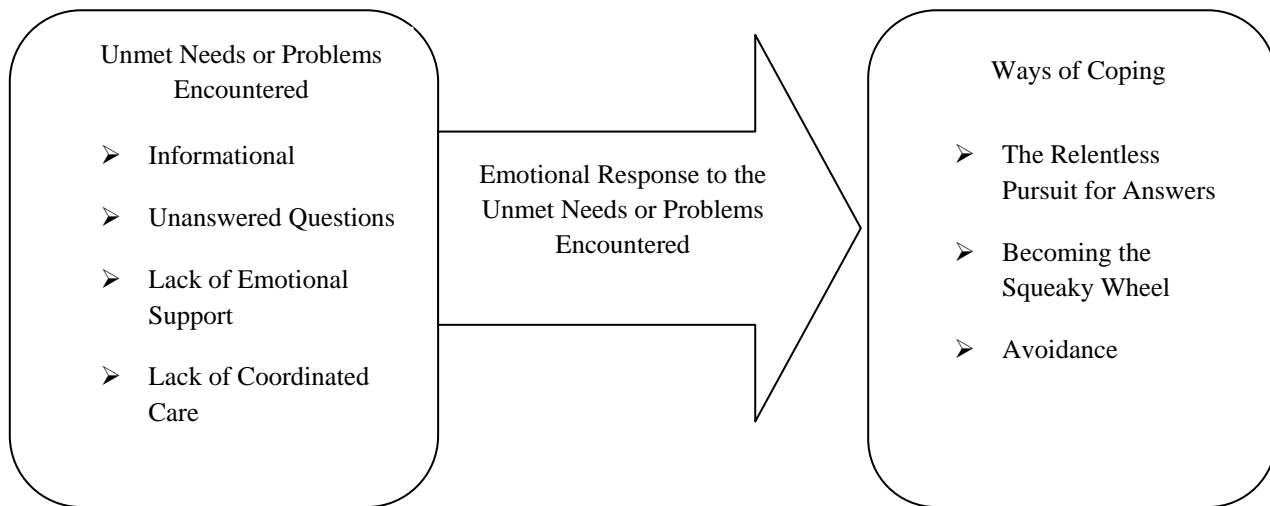 Unmet Needs or Problems
Encountered
➢ Informational
➢ Unanswered Questions
➢ Lack of Emotional
Support
➢ Lack of Coordinated
Care
Emotional Response to the
Unmet Needs or Problems
Encountered
Ways of Coping
➢ The Relentless
Pursuit for Answers
➢ Becoming the
Squeaky Wheel
➢ Avoidance